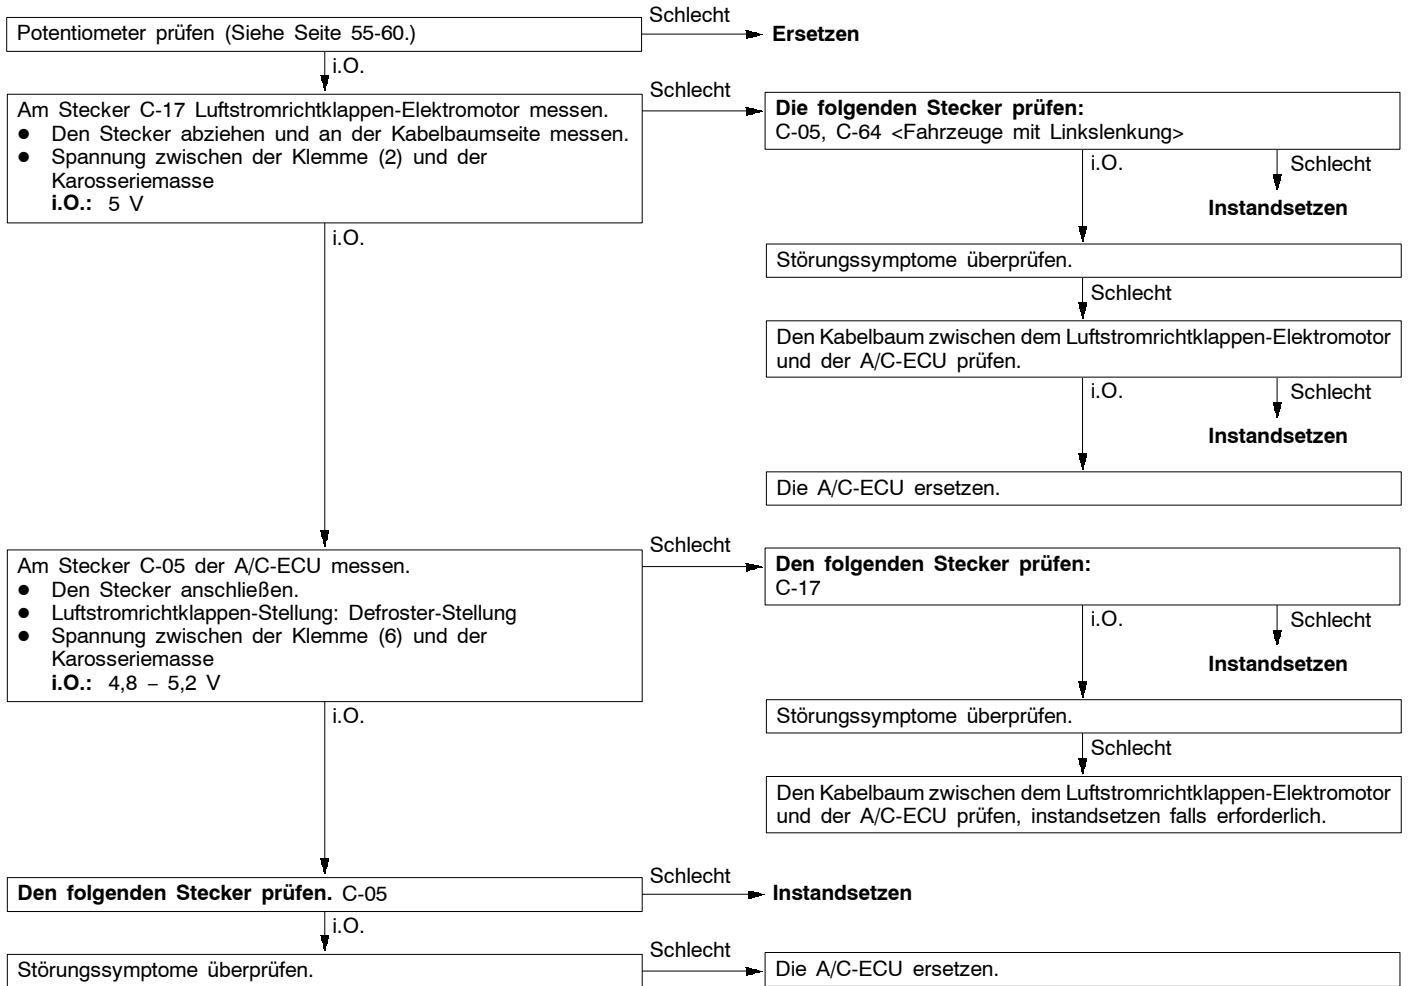 Potentiometer prüfen (Siehe Seite 55-60.)
Schlecht
Ersetzen
i.O.
Am Stecker C-17 Luftstromrichtklappen-Elektromotor messen.
● Den Stecker abziehen und an der Kabelbaumseite messen.
● Spannung zwischen der Klemme (2) und der
Karosseriemasse
i.O.: 5 V
Schlecht
Die folgenden Stecker prüfen:
C-05, C-64 <Fahrzeuge mit Linkslenkung>
i.O.
Schlecht
Instandsetzen
Störungssymptome überprüfen.
Schlecht
Den Kabelbaum zwischen dem Luftstromrichtklappen-Elektromotor
und der A/C-ECU prüfen.
i.O.
Schlecht
Instandsetzen
Die A/C-ECU ersetzen.
i.O.
Am Stecker C-05 der A/C-ECU messen.
● Den Stecker anschließen.
● Luftstromrichtklappen-Stellung: Defroster-Stellung
● Spannung zwischen der Klemme (6) und der
Karosseriemasse
i.O.: 4,8 – 5,2 V
Schlecht
Den folgenden Stecker prüfen:
C-17
i.O.
Schlecht
Instandsetzen
Störungssymptome überprüfen.
Schlecht
Den Kabelbaum zwischen dem Luftstromrichtklappen-Elektromotor
und der A/C-ECU prüfen, instandsetzen falls erforderlich.
i.O.
Den folgenden Stecker prüfen. C-05
Schlecht
Instandsetzen
i.O.
Störungssymptome überprüfen.
Schlecht
Die A/C-ECU ersetzen.